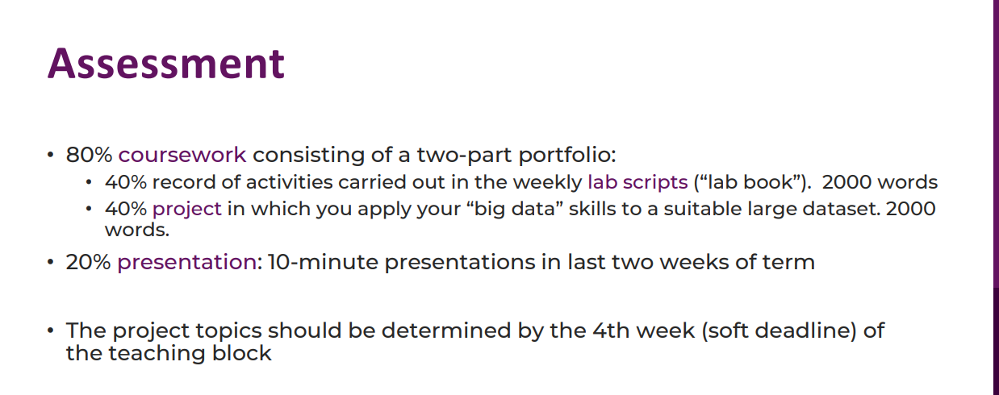 Assessment
• 80% coursework consisting of a two-part portfolio:
• 40% record of activities carried out in the weekly lab scripts (“lab book”).  2000 words
• 40% project in which you apply your “big data” skills to a suitable large dataset. 2000
words.
• 20% presentation: 10-minute presentations in last two weeks of term
• The project topics should be determined by the 4th week (soft deadline) of
the teaching block